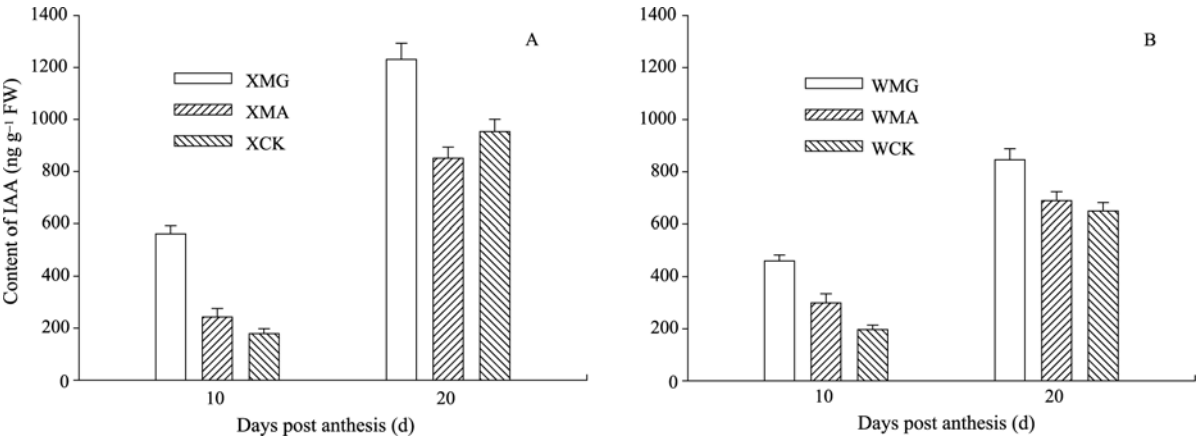 Content of IAA (ng g⁻¹ FW)
1400
1200
1000
800
600
400
200
0
A
XMG
XMA
XCK
10
20
Days post anthesis (d)
1400
1200
1000
800
600
400
200
0
B
WMG
WMA
WCK
10
20
Days post anthesis (d)